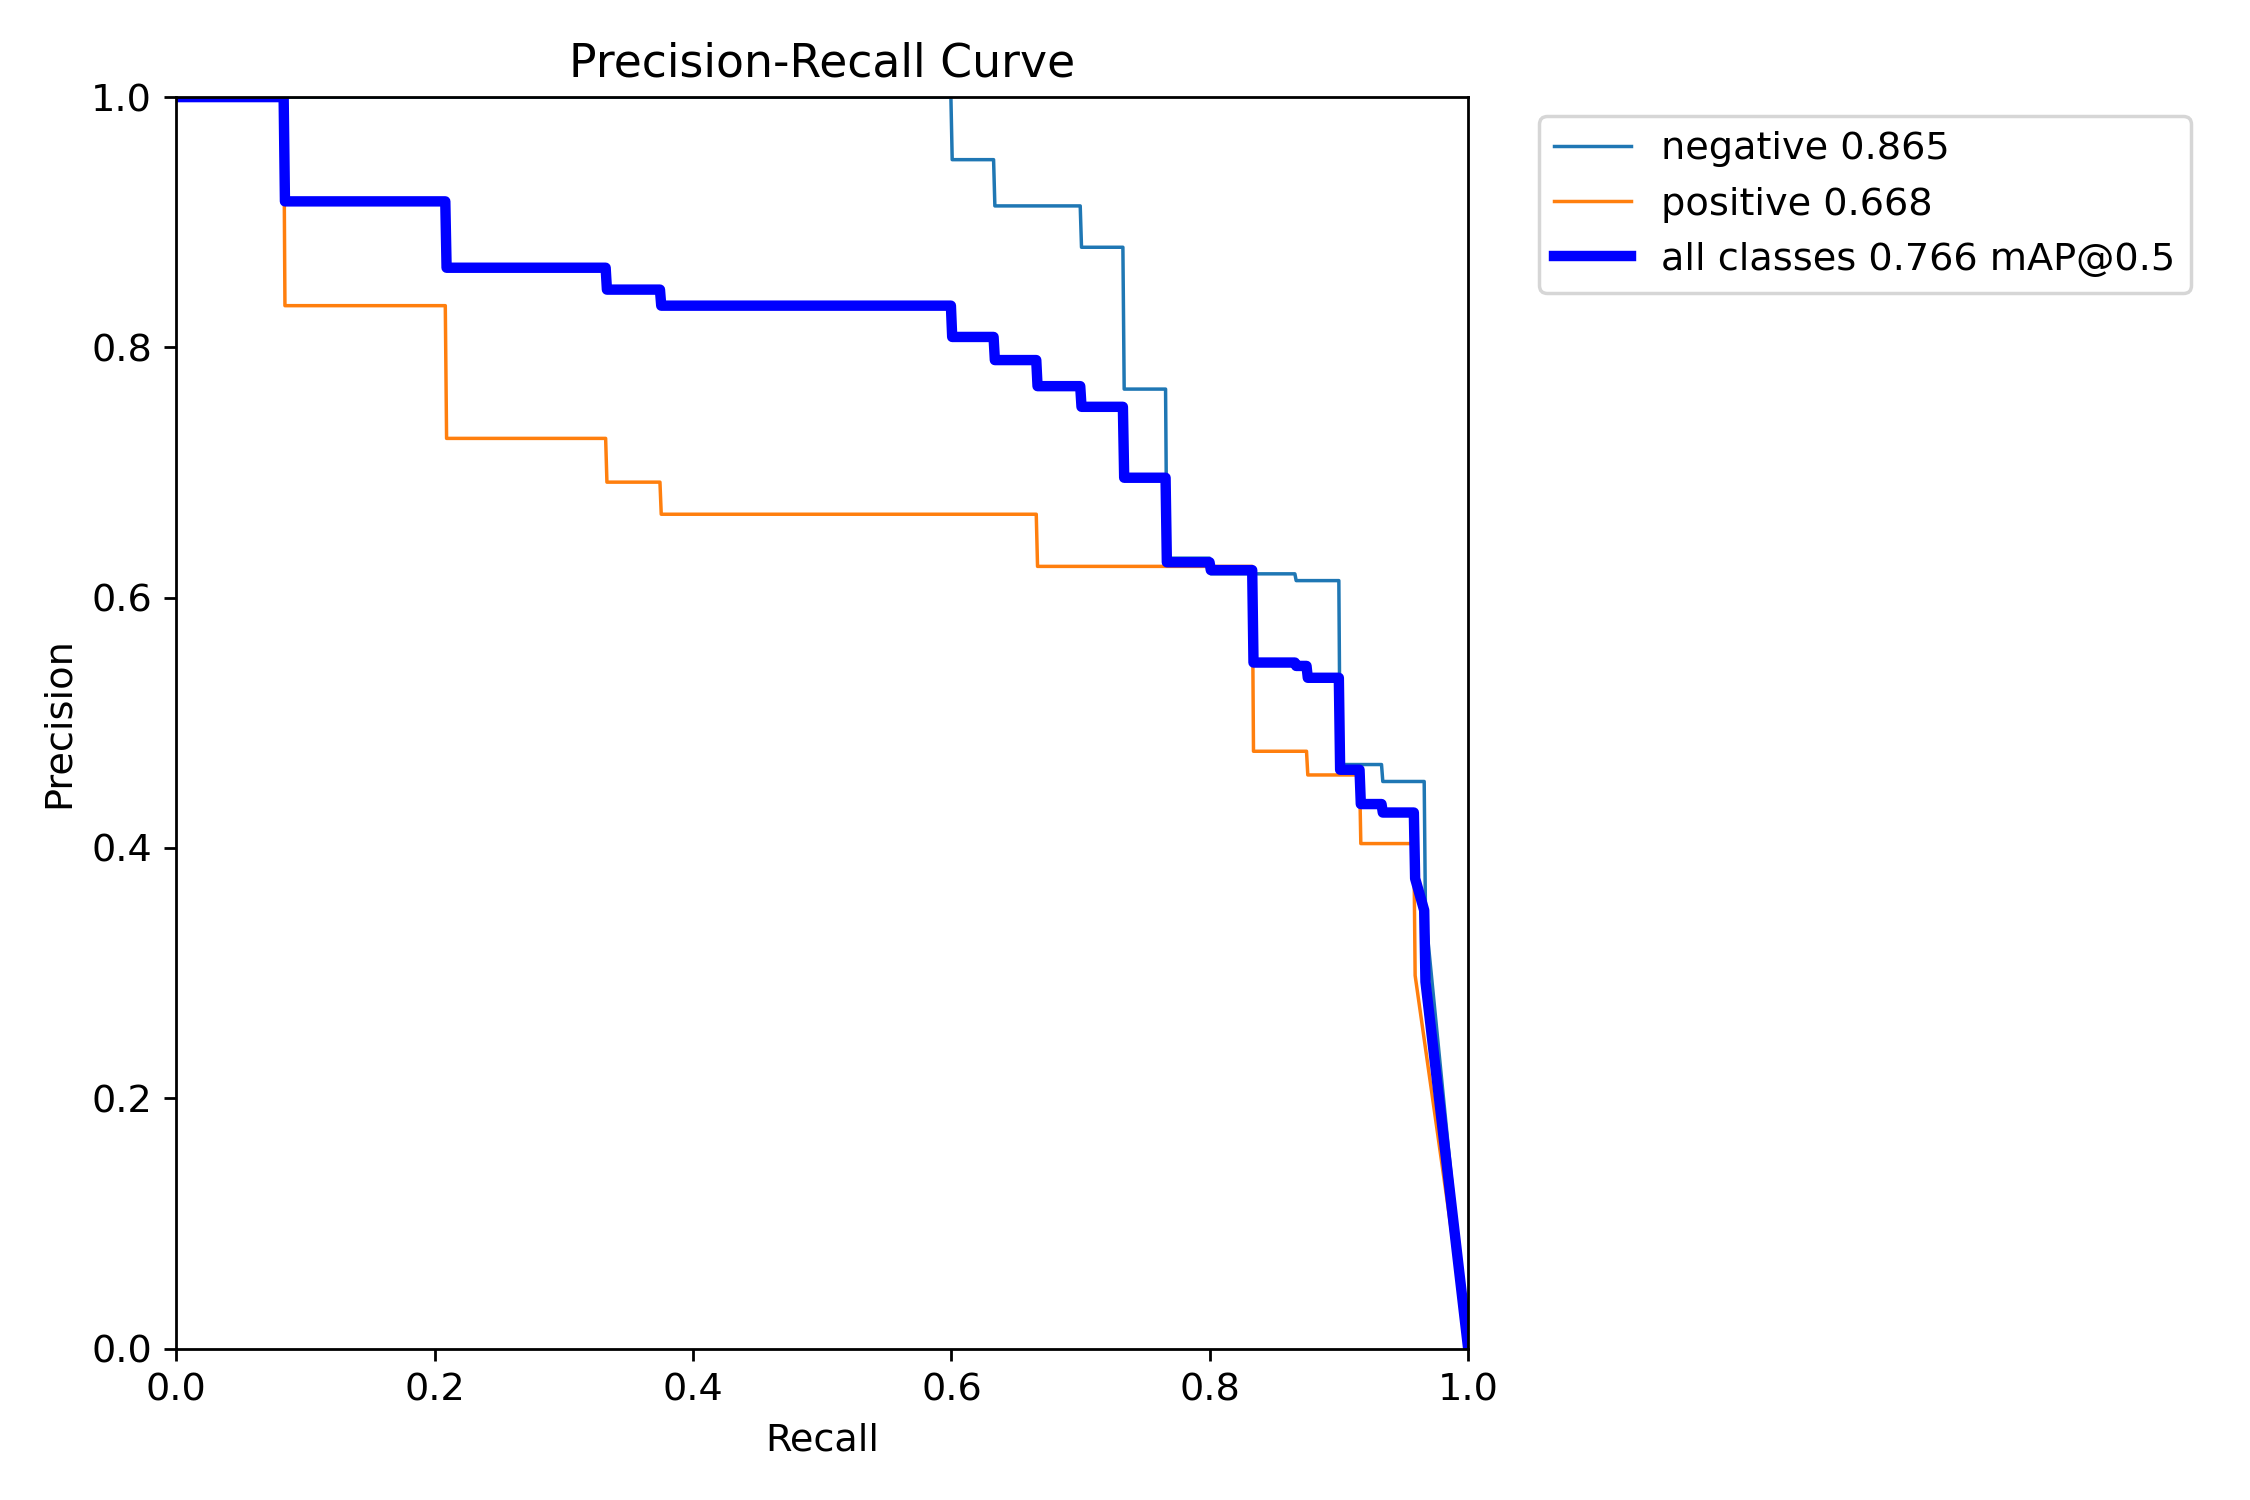 Precision-Recall Curve
1.0
0.8
0.6
0.4
0.2
0.0
Precision
0.0 0.2 0.4 0.6 0.8 1.0
Recall
negative 0.865
positive 0.668
all classes 0.766 mAP@0.5